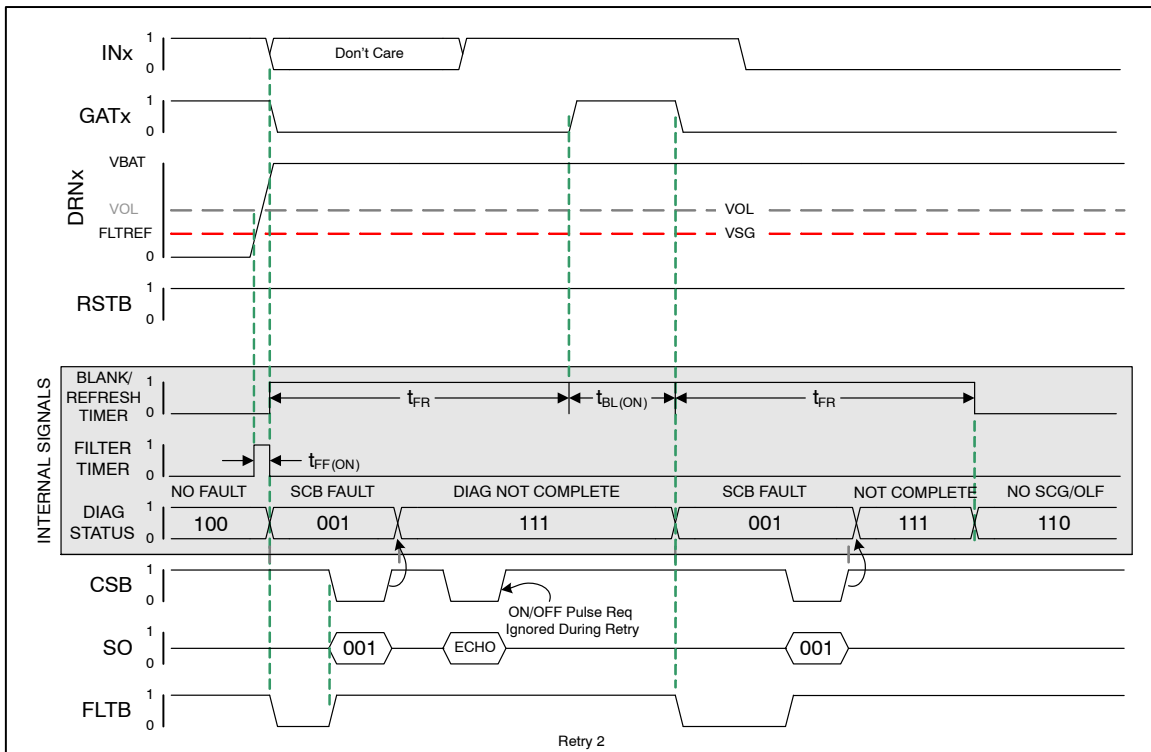 INx
1
0
Don't Care
GATx
1
0
DRNx
VBAT
VOL
FLTREF
0
VOL
VSG
RSTB
1
0
INTERNAL SIGNALS
BLANK/
REFRESH
TIMER
1
0
tFR
tBL(ON)
tFR
FILTER
TIMER
1
0
tFF(ON)
NO FAULT
SCB FAULT
DIAG NOT COMPLETE
SCB FAULT
NOT COMPLETE
NO SCG/OLF
DIAG
STATUS
1
0
100
001
111
001
111
110
CSB
1
0
ON/OFF Pulse Req
Ignored During Retry
SO
1
0
001
ECHO
001
FLTB
1
0
Retry 2